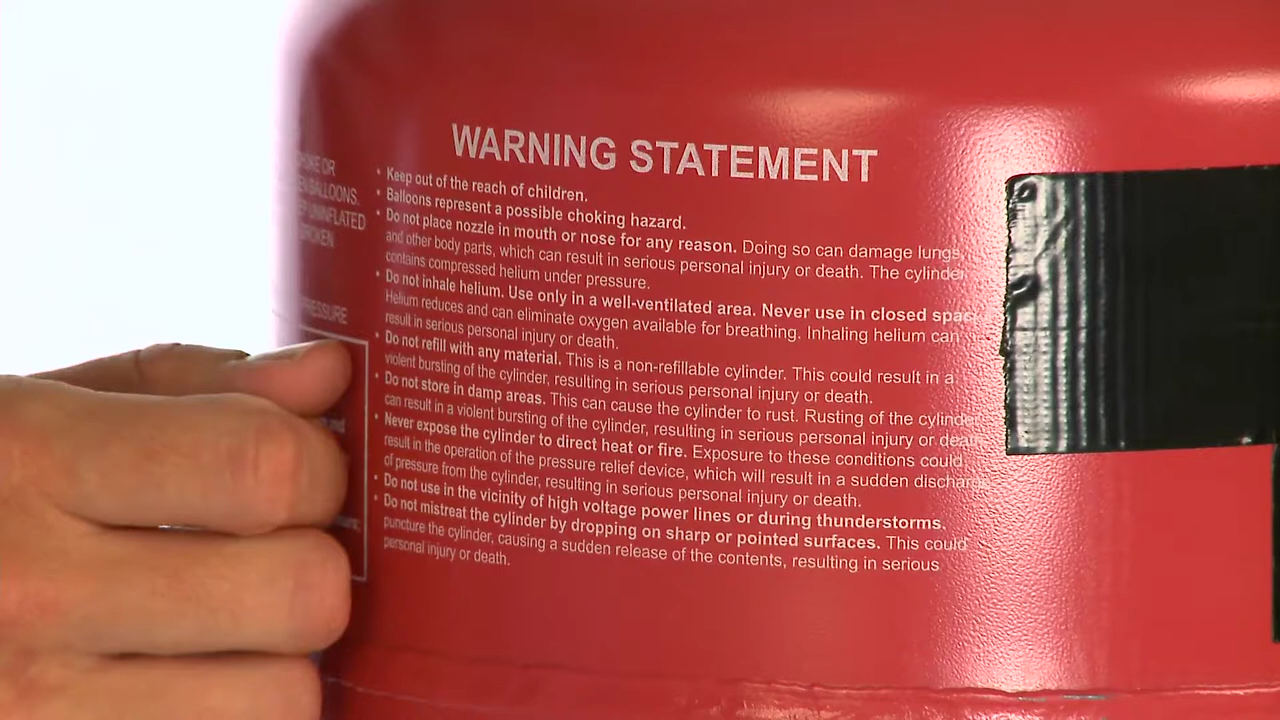 WARNING STATEMENT
• Keep out of the reach of children.
• Balloons represent a possible choking hazard.
• Do not place nozzle in mouth or nose for any reason. Doing so can damage lungs
and other body parts, which can result in serious personal injury or death. The cylinder
contains compressed helium under pressure.
• Do not inhale helium. Use only in a well-ventilated area. Never use in closed spac
Helium reduces and can eliminate oxygen available for breathing. Inhaling helium can
result in serious personal injury or death.
• Do not refill with any material. This is a non-refillable cylinder. This could result in a
violent bursting of the cylinder, resulting in serious personal injury or death.
• Do not store in damp areas. This can cause the cylinder to rust. Rusting of the cylinder
can result in a violent bursting of the cylinder, resulting in serious personal injury or death
• Never expose the cylinder to direct heat or fire. Exposure to these conditions could
result in the operation of the pressure relief device, which will result in a sudden discharge
of pressure from the cylinder, resulting in serious personal injury or death.
• Do not use in the vicinity of high voltage power lines or during thunderstorms.
• Do not mistreat the cylinder by dropping on sharp or pointed surfaces. This could
puncture the cylinder, causing a sudden release of the contents, resulting in serious
personal injury or death.
OR
BALLOONS.
UNINFLATED
BROKEN
PRESSURE